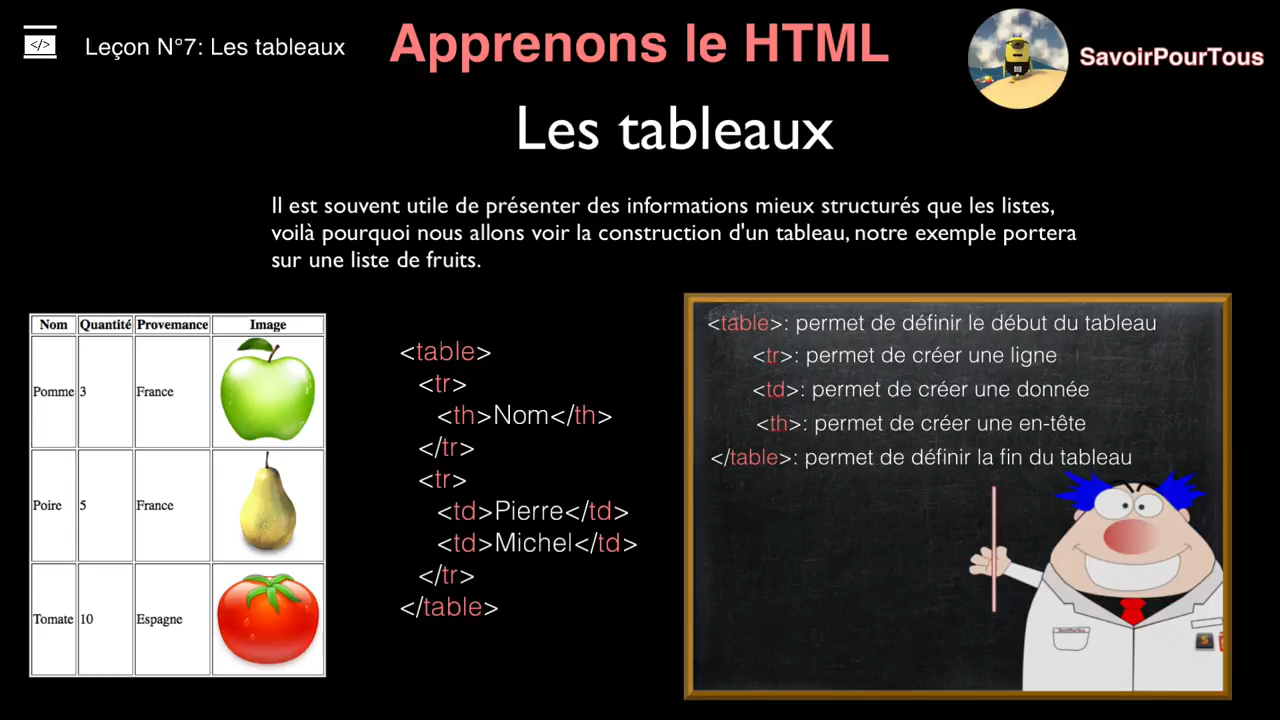 </>
Leçon N°7: Les tableaux
Apprenons le HTML
SavoirPourTous
Les tableaux
Il est souvent utile de présenter des informations mieux structurés que les listes,
voilà pourquoi nous allons voir la construction d'un tableau, notre exemple portera
sur une liste de fruits.
Nom Quantité Provemance Image
Pomme 3 France
Poire 5 France
Tomate 10 Espagne
<table>
<tr>
<th>Nom</th>
</tr>
<tr>
<td>Pierre</td>
<td>Michel</td>
</tr>
</table>
<table>: permet de définir le début du tableau
<tr>: permet de créer une ligne
<td>: permet de créer une donnée
<th>: permet de créer une en-tête
</table>: permet de définir la fin du tableau
SavoirPourTous